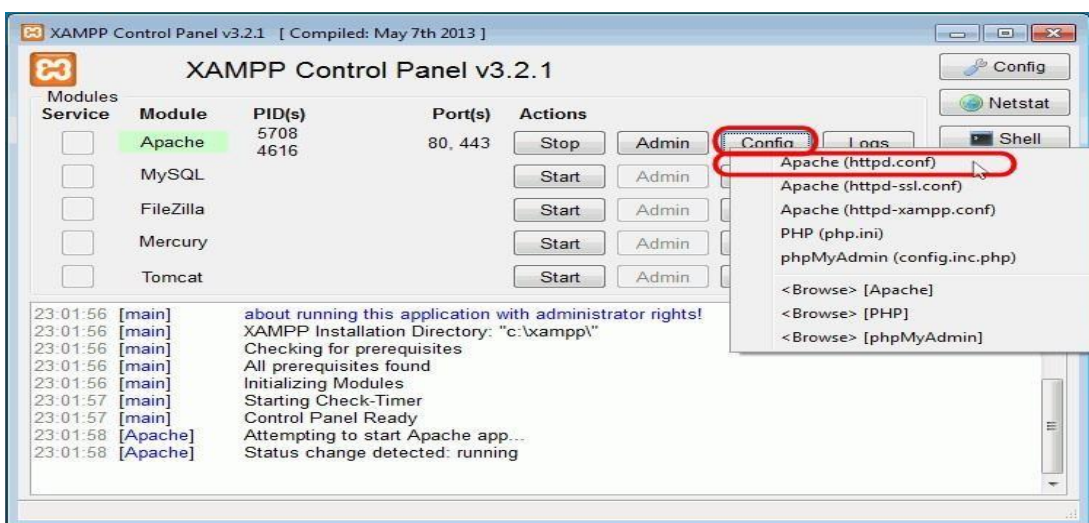 XAMPP Control Panel v3.2.1 [ Compiled: May 7th 2013 ]
XAMPP Control Panel v3.2.1
Config
Netstat
Shell
Modules
Service Module PID(s) Port(s) Actions
Apache 5708 80, 443 Stop Admin Config Logs
4616
MySQL Start Admin
FileZilla Start Admin
Mercury Start Admin
Tomcat Start Admin
Apache (httpd.conf)
Apache (httpd-ssl.conf)
Apache (httpd-xampp.conf)
PHP (php.ini)
phpMyAdmin (config.inc.php)
<Browse> [Apache]
<Browse> [PHP]
<Browse> [phpMyAdmin]
23:01:56 [main] about running this application with administrator rights!
23:01:56 [main] XAMPP Installation Directory: "c:\xampp\"
23:01:56 [main] Checking for prerequisites
23:01:56 [main] All prerequisites found
23:01:56 [main] Initializing Modules
23:01:57 [main] Starting Check-Timer
23:01:57 [main] Control Panel Ready
23:01:58 [Apache] Attempting to start Apache app...
23:01:58 [Apache] Status change detected: running